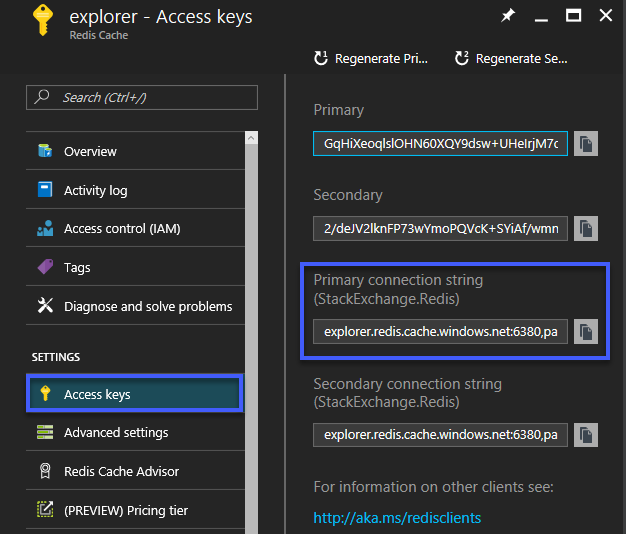 explorer - Access keys
Redis Cache
Regenerate Pri...
Regenerate Se...
Search (Ctrl+/)
Overview
Activity log
Access control (IAM)
Tags
Diagnose and solve problems
SETTINGS
Access keys
Advanced settings
Redis Cache Advisor
(PREVIEW) Pricing tier
Primary
GqHiXeoqlslOHN60XQY9dsw+UHeIrjM7c
Secondary
2/deJV2lknFP73wYmoPQVcK+SYiAf/wmn
Primary connection string
(StackExchange.Redis)
explorer.redis.cache.windows.net:6380,pa
Secondary connection string
(StackExchange.Redis)
explorer.redis.cache.windows.net:6380,pa
For information on other clients see:
http://aka.ms/redisclients